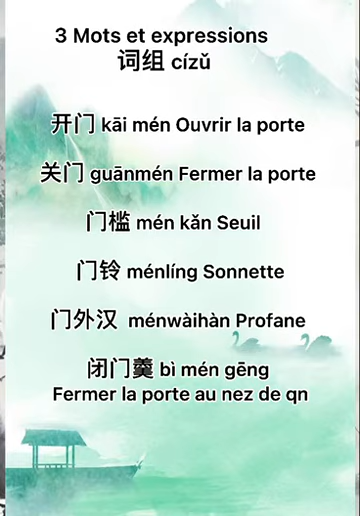 3 Mots et expressions
词组 cízǔ
开门 kāi mén Ouvrir la porte
关门 guānmén Fermer la porte
门槛 mén kǎn Seuil
门铃 ménlíng Sonnette
门外汉 ménwàihàn Profane
闭门羹 bì mén gēng
Fermer la porte au nez de qn